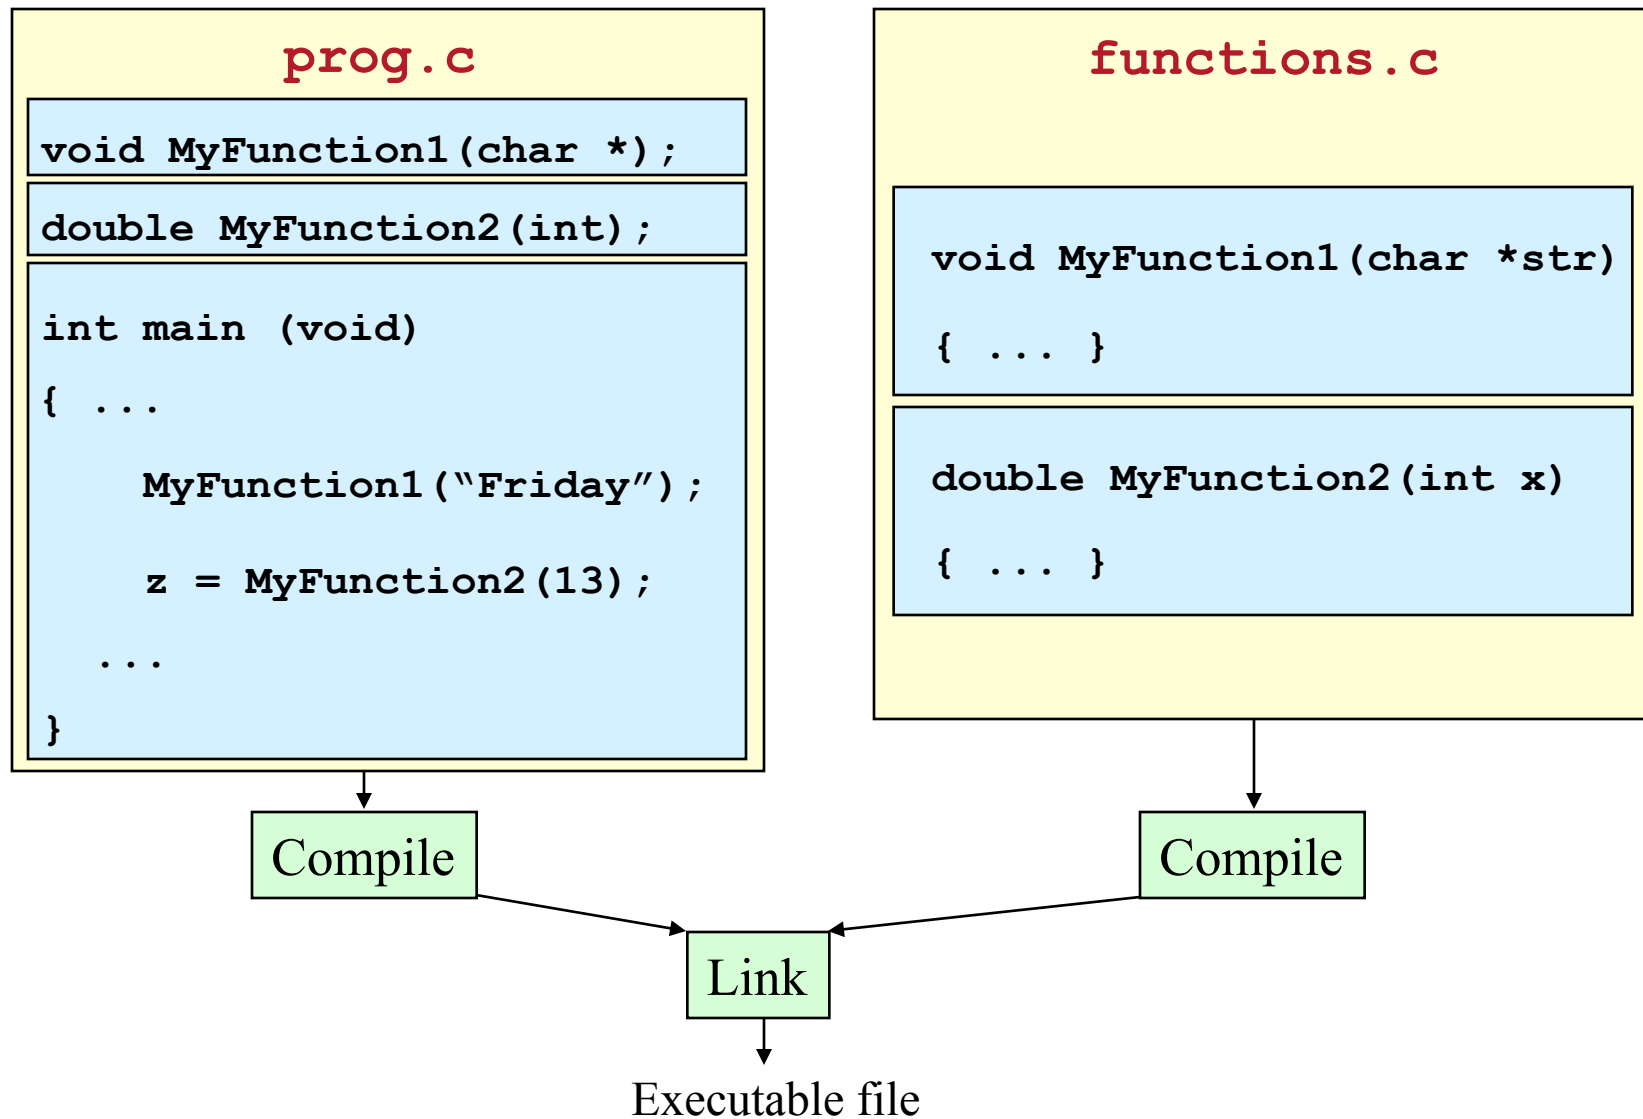 prog.c
void MyFunction1(char *);
double MyFunction2(int);
int main (void)
{ ...
MyFunction1(“Friday”);
z = MyFunction2(13);
...
}
functions.c
void MyFunction1(char *str)
{ ... }
double MyFunction2(int x)
{ ... }
Compile
Compile
Link
Executable file